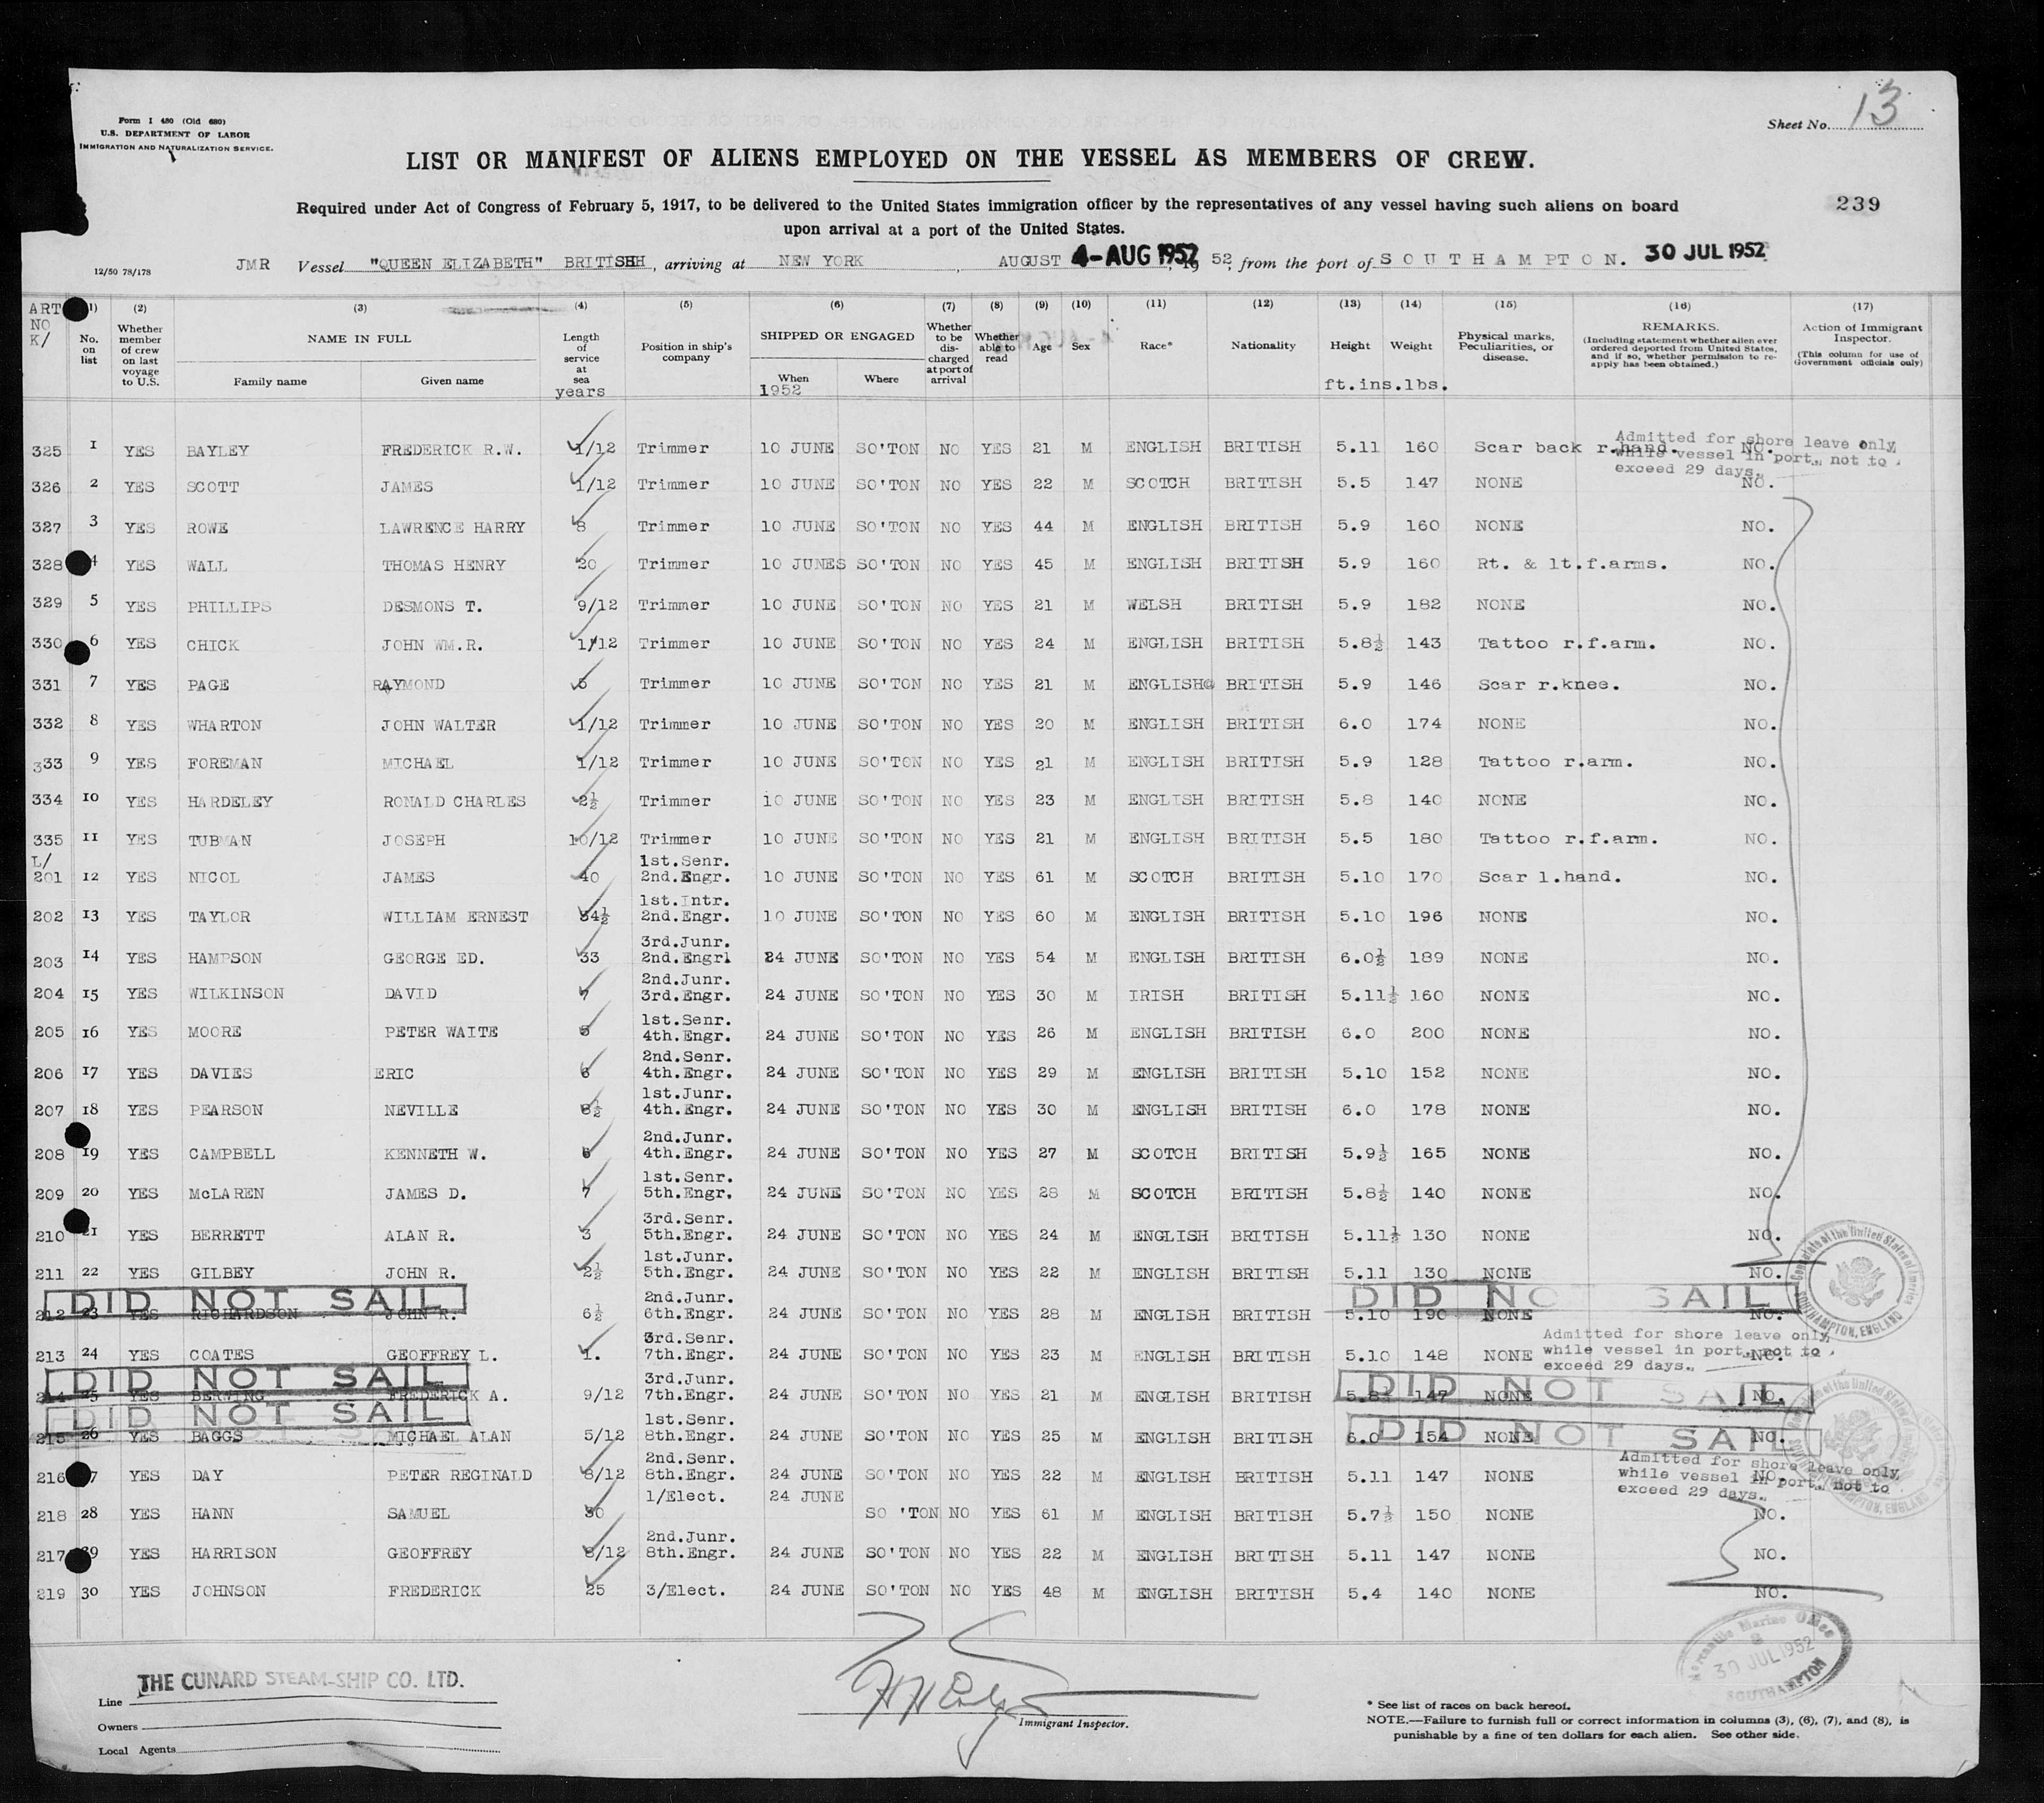 Form I 480 (Old 680)
U.S. DEPARTMENT OF LABOR
IMMIGRATION AND NATURALIZATION SERVICE.
Sheet No. 13
LIST OR MANIFEST OF ALIENS EMPLOYED ON THE VESSEL AS MEMBERS OF CREW.
Required under Act of Congress of February 5, 1917, to be delivered to the United States immigration officer by the representatives of any vessel having such aliens on board
upon arrival at a port of the United States.
239
12/50 78/178
JMR Vessel "QUEEN ELIZABETH" BRITISHH, arriving at NEW YORK, AUGUST 4-AUG 1952, 19 52, from the port of SOUTHAMPTON. 30 JUL 1952
ART NO K/
(1) No. on list
(2) Whether member of crew on last voyage to U.S.
(3) NAME IN FULL Family name Given name
(4) Length of service at sea years
(5) Position in ship's company
(6) SHIPPED OR ENGAGED When 1952 Where
(7) Whether to be discharged at port of arrival
(8) Whether able to read
(9) Age
(10) Sex
(11) Race*
(12) Nationality
(13) Height ft.ins.
(14) Weight lbs.
(15) Physical marks, Peculiarities, or disease.
(16) REMARKS. (Including statement whether alien ever ordered deported from United States, and if so, whether permission to re-apply has been obtained.)
(17) Action of Immigrant Inspector. (This column for use of Government officials only)
Admitted for shore leave only, while vessel in port, not to exceed 29 days.
325 1 YES BAYLEY FREDERICK R.W. 1/12 Trimmer 10 JUNE SO'TON NO YES 21 M ENGLISH BRITISH 5.11 160 Scar back r.hand. NO.
326 2 YES SCOTT JAMES 1/12 Trimmer 10 JUNE SO'TON NO YES 22 M SCOTCH BRITISH 5.5 147 NONE NO.
327 3 YES ROWE LAWRENCE HARRY 8 Trimmer 10 JUNE SO'TON NO YES 44 M ENGLISH BRITISH 5.9 160 NONE NO.
328 4 YES WALL THOMAS HENRY 20 Trimmer 10 JUNES SO'TON NO YES 45 M ENGLISH BRITISH 5.9 160 Rt. & lt.f.arms. NO.
329 5 YES PHILLIPS DESMONS T. 9/12 Trimmer 10 JUNE SO'TON NO YES 21 M WELSH BRITISH 5.9 182 NONE NO.
330 6 YES CHICK JOHN WM.R. 1/12 Trimmer 10 JUNE SO'TON NO YES 24 M ENGLISH BRITISH 5.8½ 143 Tattoo r.f.arm. NO.
331 7 YES PAGE RAYMOND 5 Trimmer 10 JUNE SO'TON NO YES 21 M ENGLISH BRITISH 5.9 146 Scar r.knee. NO.
332 8 YES WHARTON JOHN WALTER 1/12 Trimmer 10 JUNE SO'TON NO YES 20 M ENGLISH BRITISH 6.0 174 NONE NO.
333 9 YES FOREMAN MICHAEL 1/12 Trimmer 10 JUNE SO'TON NO YES 21 M ENGLISH BRITISH 5.9 128 Tattoo r.arm. NO.
334 10 YES HARDELEY RONALD CHARLES 2½ Trimmer 10 JUNE SO'TON NO YES 23 M ENGLISH BRITISH 5.8 140 NONE NO.
335 11 YES TUBMAN JOSEPH 10/12 Trimmer 10 JUNE SO'TON NO YES 21 M ENGLISH BRITISH 5.5 180 Tattoo r.f.arm. NO.
L/ 1st.Senr.
201 12 YES NICOL JAMES 40 2nd.Engr. 10 JUNE SO'TON NO YES 61 M SCOTCH BRITISH 5.10 170 Scar l.hand. NO.
1st.Intr.
202 13 YES TAYLOR WILLIAM ERNEST 34½ 2nd.Engr. 10 JUNE SO'TON NO YES 60 M ENGLISH BRITISH 5.10 196 NONE NO.
3rd.Junr.
203 14 YES HAMPSON GEORGE ED. 33 2nd.Engrl 24 JUNE SO'TON NO YES 54 M ENGLISH BRITISH 6.0½ 189 NONE NO.
2nd.Junr.
204 15 YES WILKINSON DAVID 7 3rd.Engr. 24 JUNE SO'TON NO YES 30 M IRISH BRITISH 5.11½ 160 NONE NO.
1st.Senr.
205 16 YES MOORE PETER WAITE 5 4th.Engr. 24 JUNE SO'TON NO YES 26 M ENGLISH BRITISH 6.0 200 NONE NO.
2nd.Senr.
206 17 YES DAVIES ERIC 6 4th.Engr. 24 JUNE SO'TON NO YES 29 M ENGLISH BRITISH 5.10 152 NONE NO.
1st.Junr.
207 18 YES PEARSON NEVILLE 8½ 4th.Engr. 24 JUNE SO'TON NO YES 30 M ENGLISH BRITISH 6.0 178 NONE NO.
2nd.Junr.
208 19 YES CAMPBELL KENNETH W. 4th.Engr. 24 JUNE SO'TON NO YES 27 M SCOTCH BRITISH 5.9½ 165 NONE NO.
1st.Senr.
209 20 YES McLAREN JAMES D. 7 5th.Engr. 24 JUNE SO'TON NO YES 28 M SCOTCH BRITISH 5.8½ 140 NONE NO.
3rd.Senr.
210 21 YES BERRETT ALAN R. 3 5th.Engr. 24 JUNE SO'TON NO YES 24 M ENGLISH BRITISH 5.11½ 130 NONE NO.
1st.Junr.
211 22 YES GILBEY JOHN R. 2½ 5th.Engr. 24 JUNE SO'TON NO YES 22 M ENGLISH BRITISH 5.11 130 NONE NO.
DID NOT SAIL 2nd.Junr. DID NOT SAIL
212 23 YES RICHARDSON JOHN R. 6½ 6th.Engr. 24 JUNE SO'TON NO YES 28 M ENGLISH BRITISH 5.10 190 NONE NO.
3rd.Senr. Admitted for shore leave only, while vessel in port, not to exceed 29 days.
213 24 YES COATES GEOFFREY L. 1. 7th.Engr. 24 JUNE SO'TON NO YES 23 M ENGLISH BRITISH 5.10 148 NONE NO.
DID NOT SAIL 3rd.Junr. DID NOT SAIL
214 25 YES FREDERICK A. 9/12 7th.Engr. 24 JUNE SO'TON NO YES 21 M ENGLISH BRITISH 147 NONE NO.
DID NOT SAIL 1st.Senr. DID NOT SAIL
215 26 YES BAGGS MICHAEL ALAN 5/12 8th.Engr. 24 JUNE SO'TON NO YES 25 M ENGLISH BRITISH 6.0 154 NONE NO.
2nd.Senr. Admitted for shore leave only, while vessel in port, not to exceed 29 days.
216 27 YES DAY PETER REGINALD 8/12 8th.Engr. 24 JUNE SO'TON NO YES 22 M ENGLISH BRITISH 5.11 147 NONE NO.
1/Elect. 24 JUNE
218 28 YES HANN SAMUEL 30 SO 'TON NO YES 61 M ENGLISH BRITISH 5.7½ 150 NONE NO.
2nd.Junr.
217 29 YES HARRISON GEOFFREY 8/12 8th.Engr. 24 JUNE SO'TON NO YES 22 M ENGLISH BRITISH 5.11 147 NONE NO.
219 30 YES JOHNSON FREDERICK 25 3/Elect. 24 JUNE SO'TON NO YES 48 M ENGLISH BRITISH 5.4 140 NONE NO.
Consulate of the United States of America SOUTHAMPTON, ENGLAND
Mercantile Marine Office 30 JUL 1952 SOUTHAMPTON
Line THE CUNARD STEAM-SHIP CO. LTD.
Owners
Local Agents
Immigrant Inspector.
* See list of races on back hereof.
NOTE.—Failure to furnish full or correct information in columns (3), (6), (7), and (8), is
punishable by a fine of ten dollars for each alien. See other side.